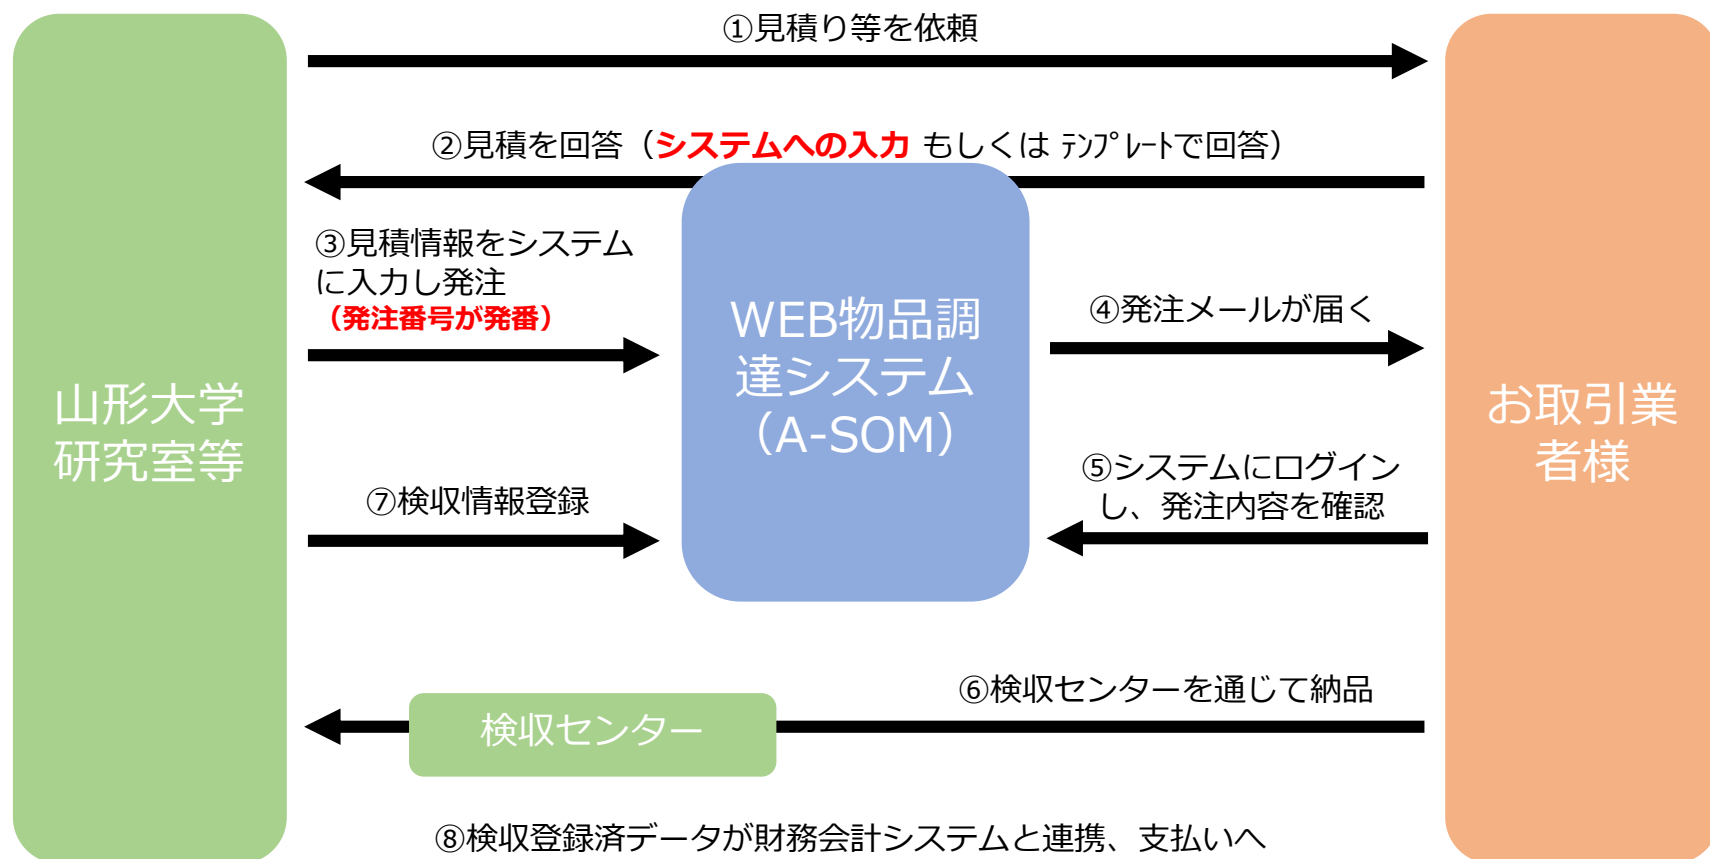 ①見積り等を依頼
②見積を回答（システムへの入力 もしくは ﾃﾝﾌﾟﾚｰﾄで回答）
③見積情報をシステム
に入力し発注
（発注番号が発番）
WEB物品調
達システム
（A-SOM）
④発注メールが届く
山形大学
研究室等
お取引業
者様
⑤システムにログイン
し、発注内容を確認
⑦検収情報登録
⑥検収センターを通じて納品
検収センター
⑧検収登録済データが財務会計システムと連携、支払いへ